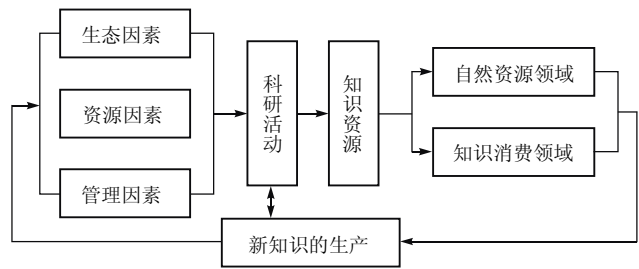 生态因素
资源因素
管理因素
科研活动
知识资源
自然资源领域
知识消费领域
新知识的生产